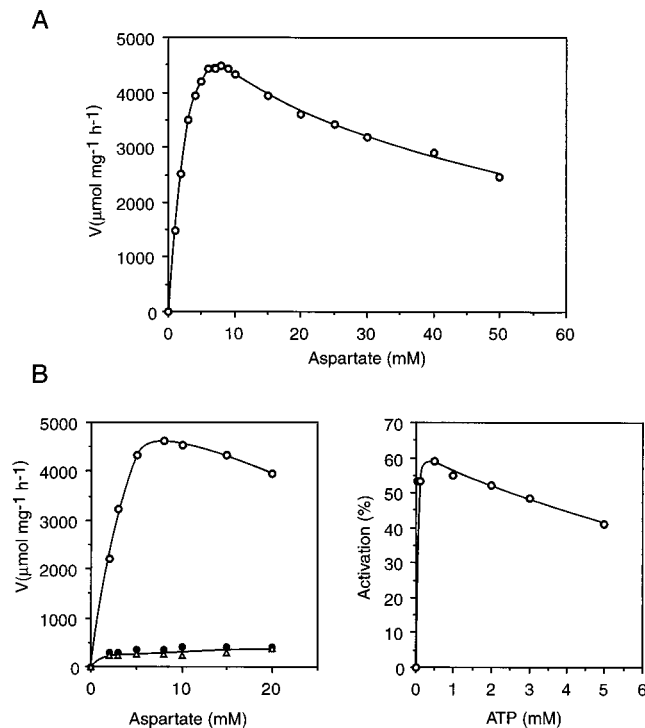 A
5000
4000
3000
2000
1000
0
V(μmol mg⁻¹ h⁻¹)
0 10 20 30 40 50 60
Aspartate (mM)
B
5000
4000
3000
2000
1000
0
V(μmol mg⁻¹ h⁻¹)
0 10 20
Aspartate (mM)
70
60
50
40
30
20
10
0
Activation (%)
0 1 2 3 4 5 6
ATP (mM)